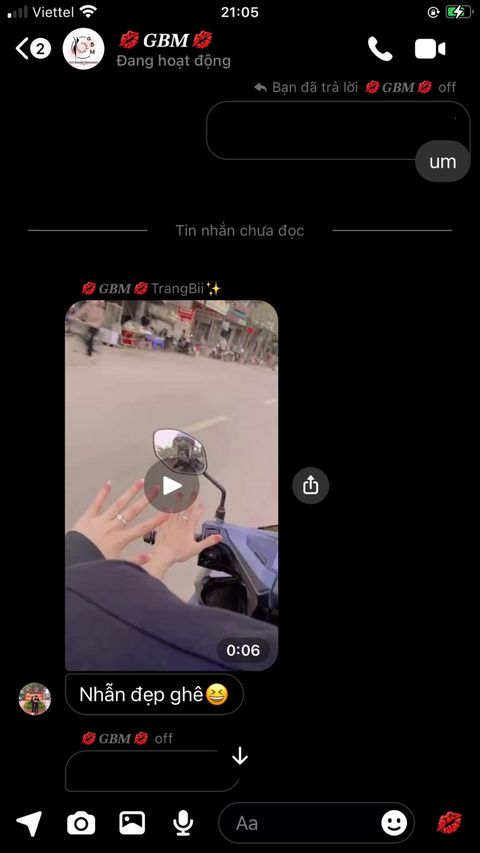 Viettel 21:05
2 💋 GBM 💋
Đang hoạt động
Bạn đã trả lời 💋 GBM 💋 off
um
Tin nhắn chưa đọc
💋 GBM 💋 TrangBii✨
0:06
Nhẫn đẹp ghê😆
💋 GBM 💋 off
Aa